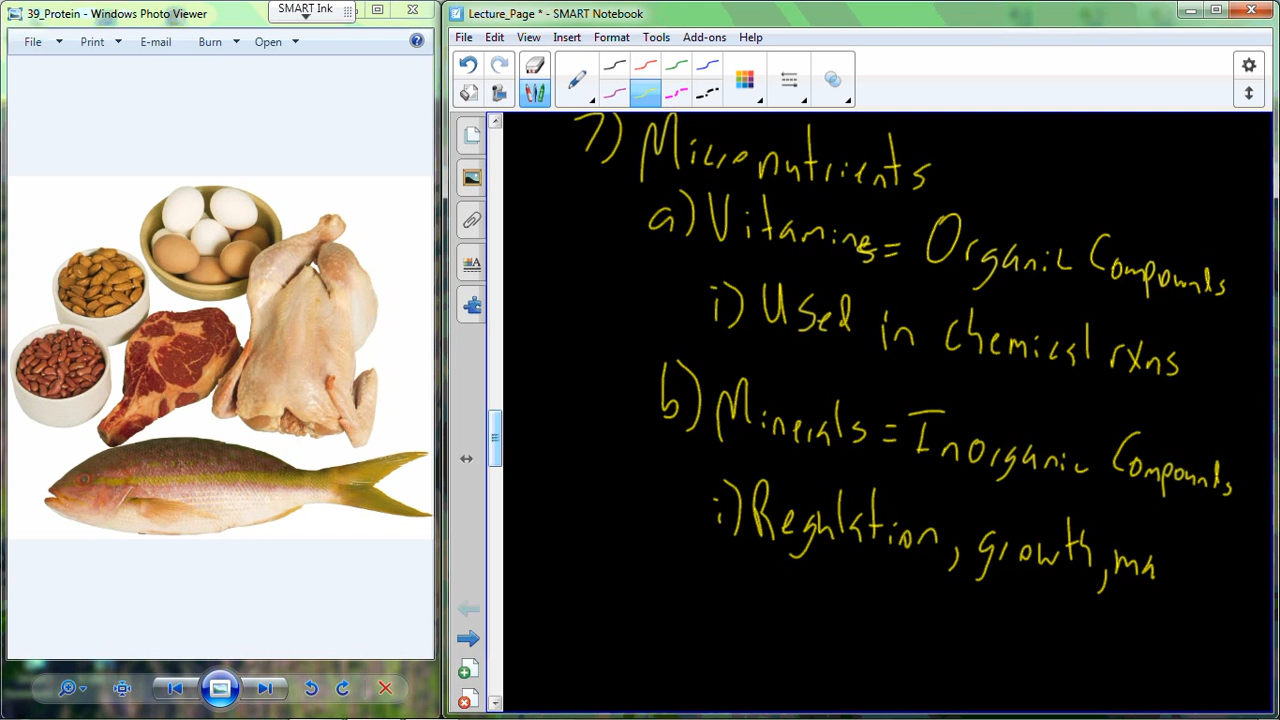 39_Protein - Windows Photo Viewer
SMART Ink
File Print E-mail Burn Open
Lecture_Page * - SMART Notebook
File Edit View Insert Format Tools Add-ons Help
7) Micronutrients
a) Vitamins = Organic Compounds
i) Used in chemical rxns
b) Minerals = Inorganic Compounds
i) Regulation, growth, ma